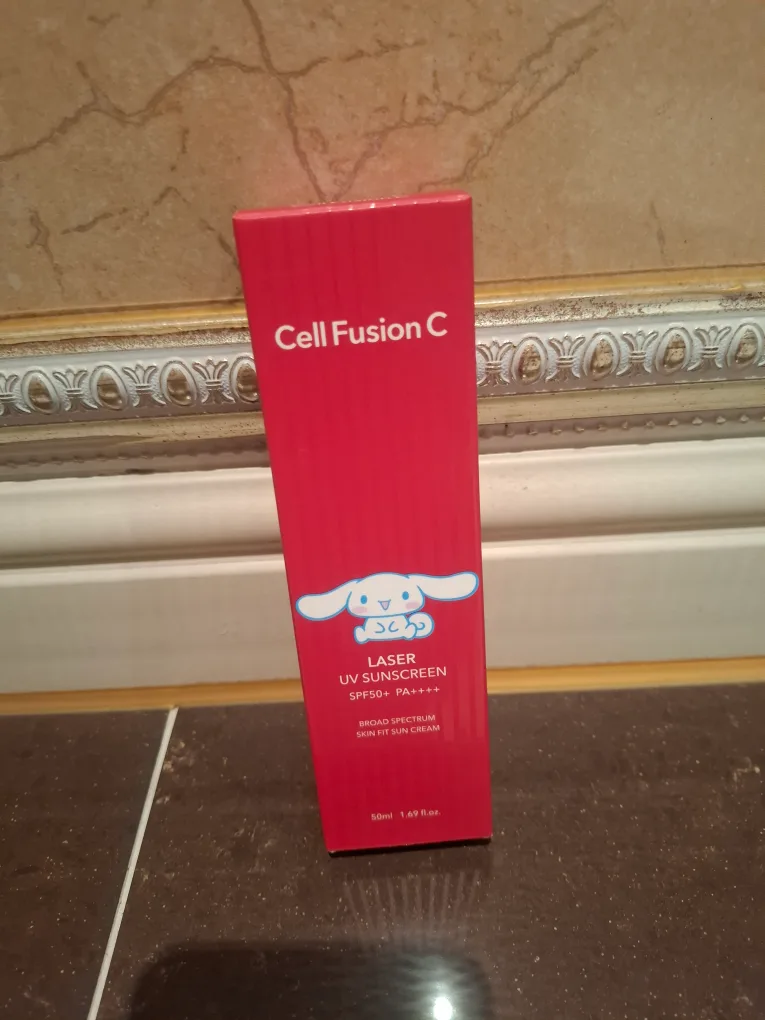 Cell Fusion C
LASER
UV SUNSCREEN
SPF50+ PA++++
BROAD SPECTRUM
SKIN FIT SUN CREAM
50ml 1.69 fl.oz.